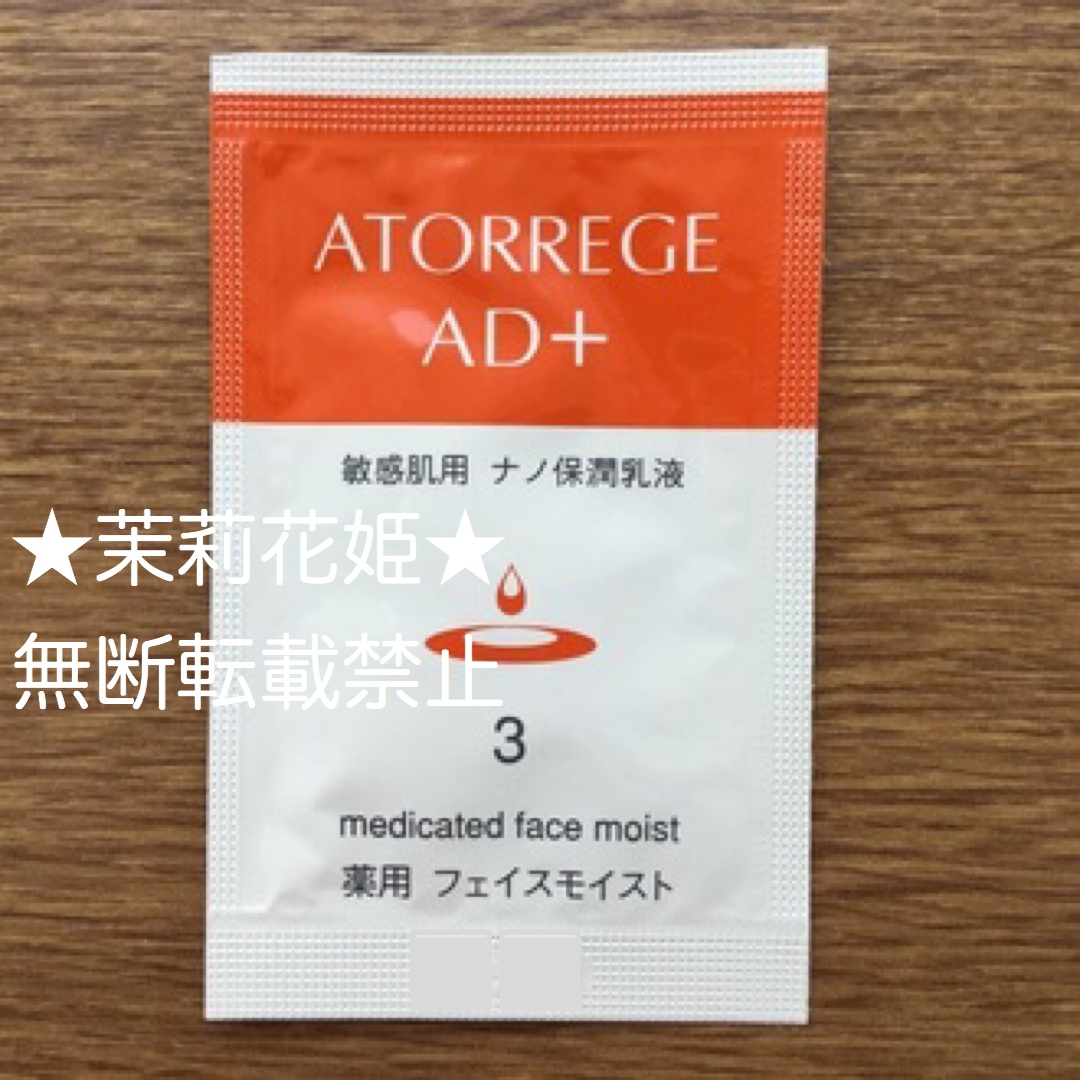 ATORREGE
AD+
敏感肌用 ナノ保潤乳液
★茉莉花姫★
無断転載禁止
3
medicated face moist
薬用 フェイスモイスト